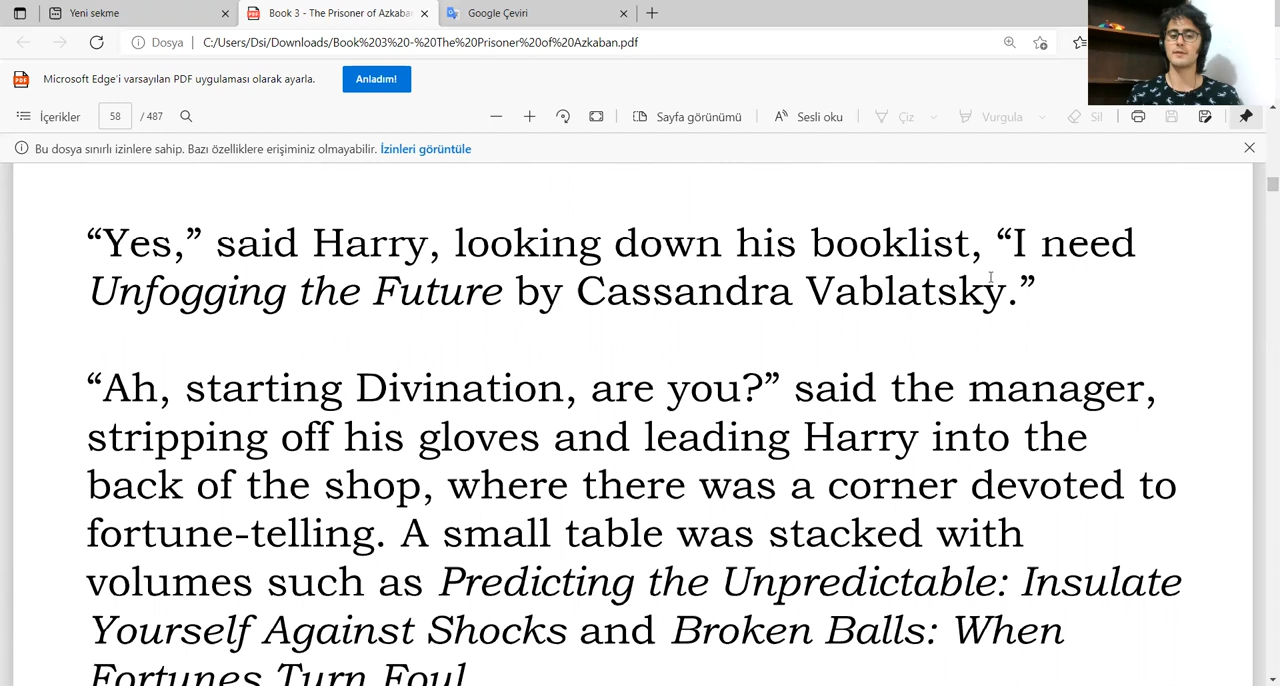 Yeni sekme
Book 3 - The Prisoner of Azkaba
Google Çeviri
Dosya
C:/Users/Dsi/Downloads/Book%203%20-%20The%20Prisoner%20of%20Azkaban.pdf
Microsoft Edge'i varsayılan PDF uygulaması olarak ayarla.
Anladım!
İçerikler
58 / 487
Sayfa görünümü
Sesli oku
Çiz
Vurgula
Sil
Bu dosya sınırlı izinlere sahip. Bazı özelliklere erişiminiz olmayabilir. İzinleri görüntüle
“Yes,” said Harry, looking down his booklist, “I need
Unfogging the Future by Cassandra Vablatsky.”
“Ah, starting Divination, are you?” said the manager,
stripping off his gloves and leading Harry into the
back of the shop, where there was a corner devoted to
fortune-telling. A small table was stacked with
volumes such as Predicting the Unpredictable: Insulate
Yourself Against Shocks and Broken Balls: When
Fortunes Turn Foul